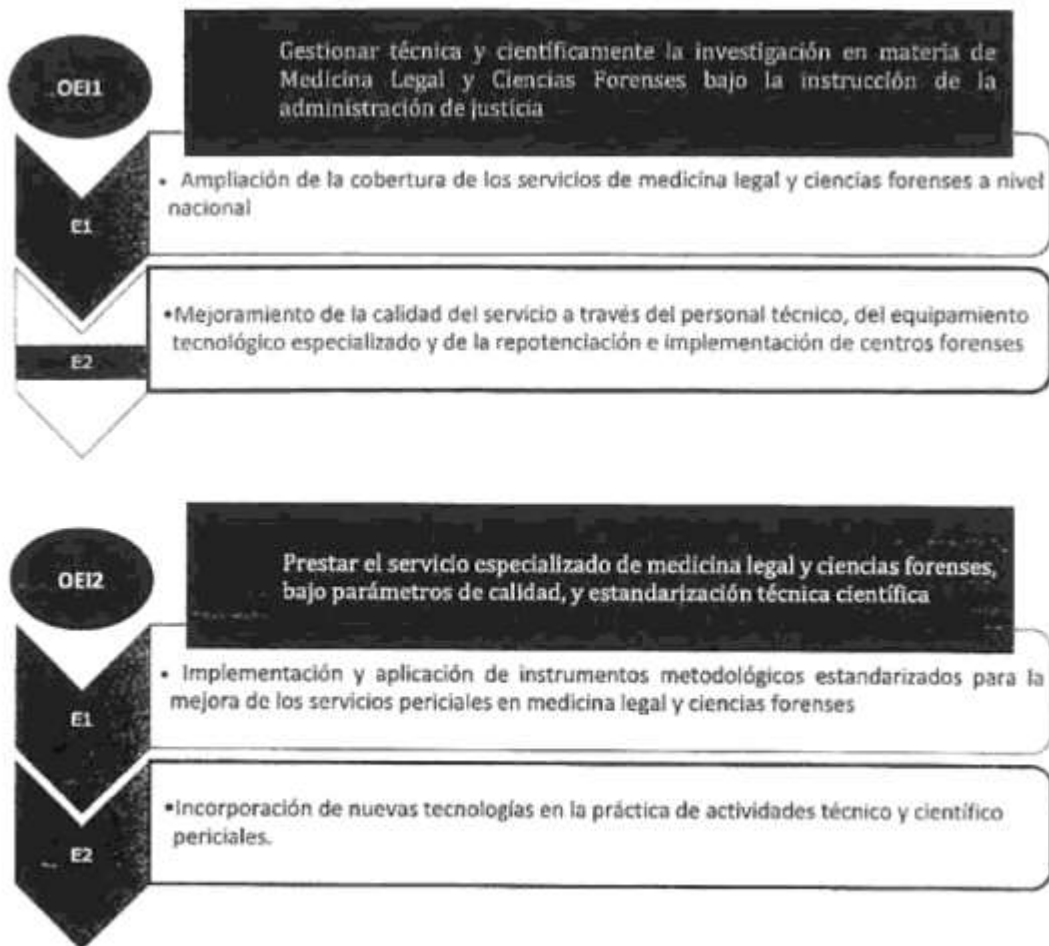 OEI1
Gestionar técnica y científicamente la investigación en materia de
Medicina Legal y Ciencias Forenses bajo la instrucción de la
administración de justicia
E1
• Ampliación de la cobertura de los servicios de medicina legal y ciencias forenses a nivel
nacional
E2
•Mejoramiento de la calidad del servicio a través del personal técnico, del equipamiento
tecnológico especializado y de la repotenciación e implementación de centros forenses
OEI2
Prestar el servicio especializado de medicina legal y ciencias forenses,
bajo parámetros de calidad, y estandarización técnica científica
E1
• Implementación y aplicación de instrumentos metodológicos estandarizados para la
mejora de los servicios periciales en medicina legal y ciencias forenses
E2
•Incorporación de nuevas tecnologías en la práctica de actividades técnico y científico
periciales.